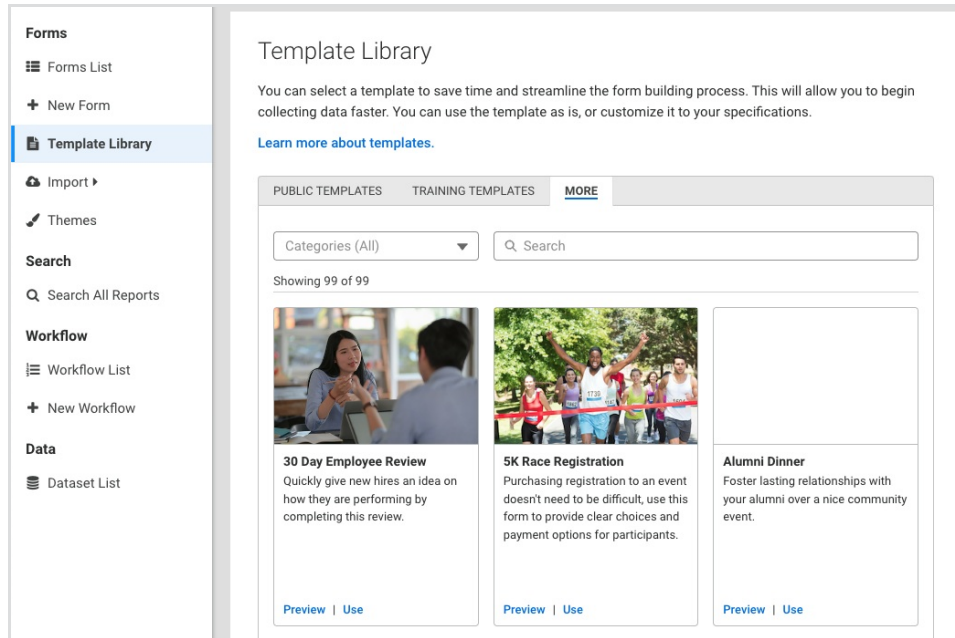 Forms
Forms List
New Form
Template Library
Import
Themes
Search
Search All Reports
Workflow
Workflow List
New Workflow
Data
Dataset List
Template Library
You can select a template to save time and streamline the form building process. This will allow you to begin
collecting data faster. You can use the template as is, or customize it to your specifications.
Learn more about templates.
PUBLIC TEMPLATES TRAINING TEMPLATES MORE
Categories (All) Search
Showing 99 of 99
1738
30 Day Employee Review
Quickly give new hires an idea on
how they are performing by
completing this review.
Preview | Use
5K Race Registration
Purchasing registration to an event
doesn't need to be difficult, use this
form to provide clear choices and
payment options for participants.
Preview | Use
Alumni Dinner
Foster lasting relationships with
your alumni over a nice community
event.
Preview | Use